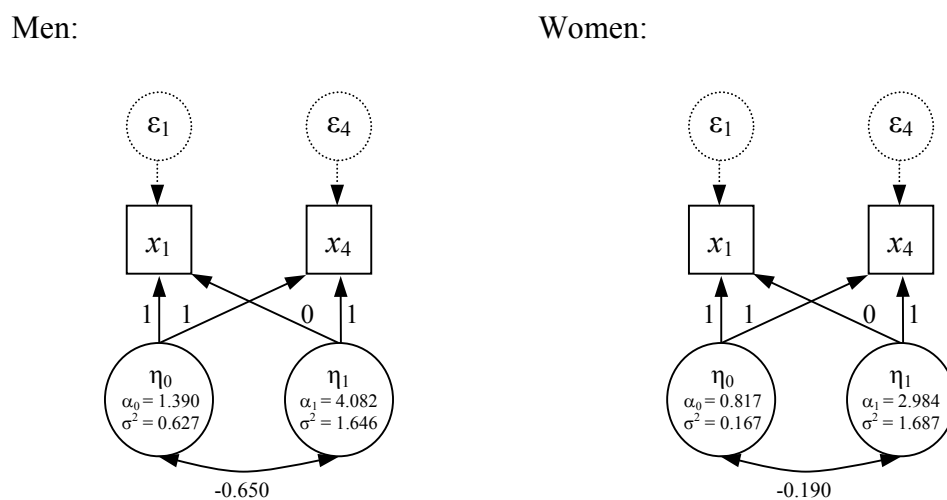 Men: Women:
ε₁ ε₄ ε₁ ε₄
x₁ x₄ x₁ x₄
1 1 0 1 1 1 0 1
η₀ η₁ η₀ η₁
α₀ = 1.390 α₁ = 4.082 α₀ = 0.817 α₁ = 2.984
σ² = 0.627 σ² = 1.646 σ² = 0.167 σ² = 1.687
-0.650 -0.190